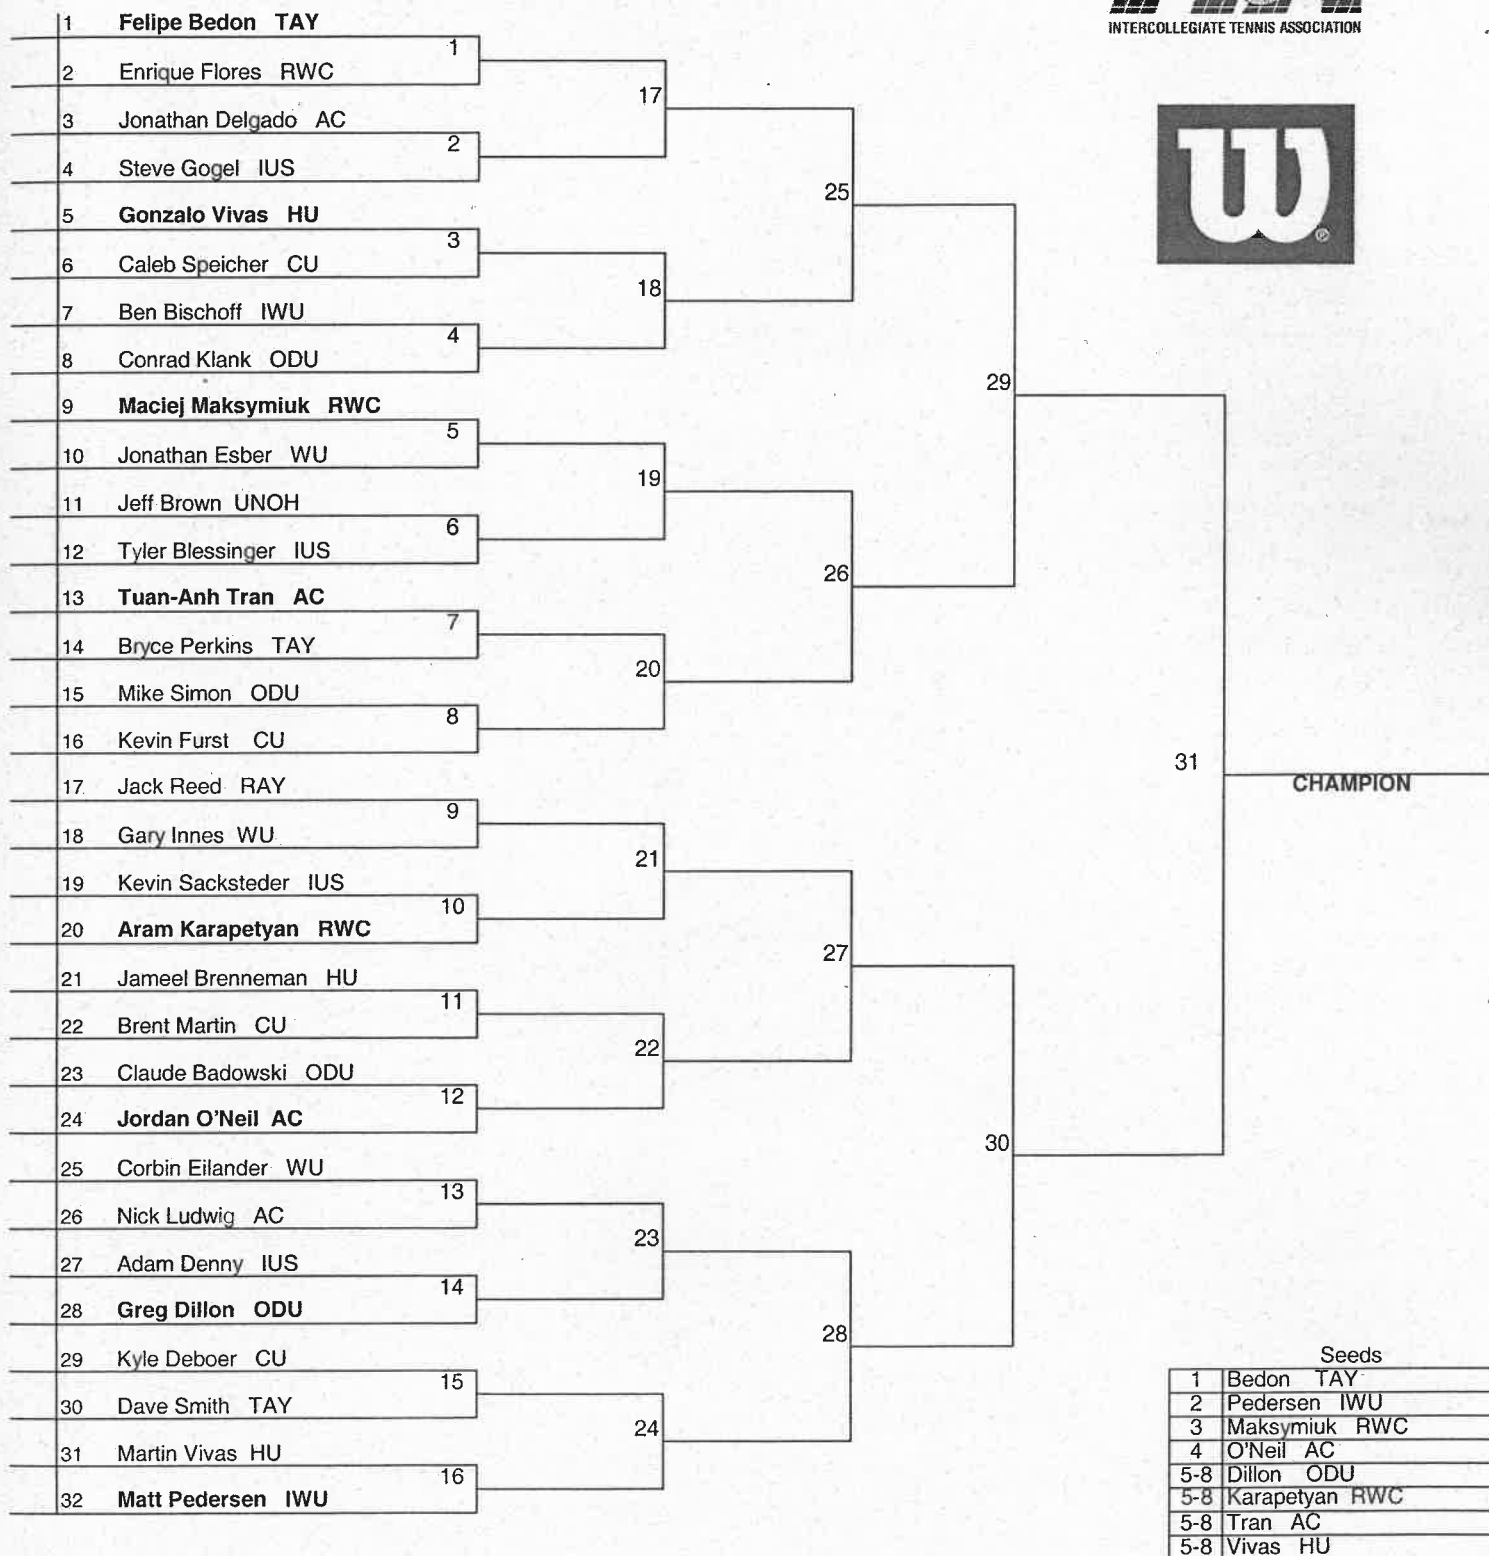 INTERCOLLEGIATE TENNIS ASSOCIATION
W ®
1 Felipe Bedon TAY
1
2 Enrique Flores RWC
17
3 Jonathan Delgado AC
2
4 Steve Gogel IUS
25
5 Gonzalo Vivas HU
3
6 Caleb Speicher CU
18
7 Ben Bischoff IWU
4
8 Conrad Klank ODU
29
9 Maciej Maksymiuk RWC
5
10 Jonathan Esber WU
19
11 Jeff Brown UNOH
6
12 Tyler Blessinger IUS
26
13 Tuan-Anh Tran AC
7
14 Bryce Perkins TAY
20
15 Mike Simon ODU
8
16 Kevin Furst CU
31
CHAMPION
17 Jack Reed RAY
9
18 Gary Innes WU
21
19 Kevin Sacksteder IUS
10
20 Aram Karapetyan RWC
27
21 Jameel Brenneman HU
11
22 Brent Martin CU
22
23 Claude Badowski ODU
12
24 Jordan O'Neil AC
30
25 Corbin Eilander WU
13
26 Nick Ludwig AC
23
27 Adam Denny IUS
14
28 Greg Dillon ODU
28
29 Kyle Deboer CU
15
30 Dave Smith TAY
24
31 Martin Vivas HU
16
32 Matt Pedersen IWU
Seeds
1 Bedon TAY
2 Pedersen IWU
3 Maksymiuk RWC
4 O'Neil AC
5-8 Dillon ODU
5-8 Karapetyan RWC
5-8 Tran AC
5-8 Vivas HU